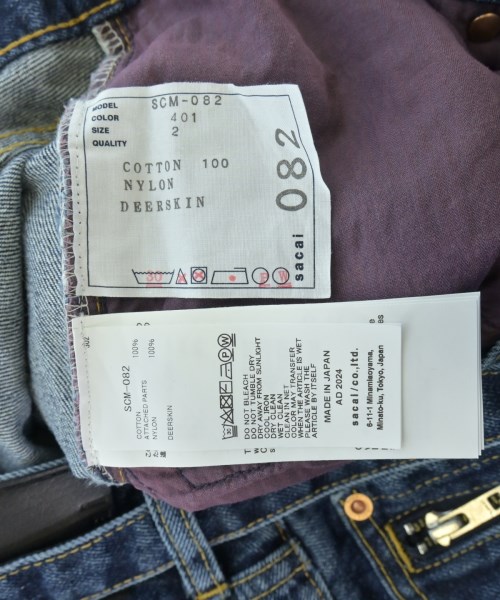 MODEL SCM-082
COLOR 401
SIZE 2
QUALITY
COTTON 100
NYLON
DEERSKIN
082
sacai
30
SCM-082
COTTON 100%
ATTACHED PARTS
NYLON 100%
DEERSKIN
DO NOT BLEACH
DO NOT TUMBLE DRY
DRY AWAY FROM SUNLIGHT
COOL IRON
DRY CLEAN
WET CLEAN
CLEAN IN NET
COLOR MAY TRANSFER
WHEN THE ARTICLE IS WET
PLEASE WASH THE
ARTICLE BY ITSELF
MADE IN JAPAN
AD 2024
sacai/co.,ltd.
5-11-1 Minamiaoyama,
Minato-ku, Tokyo, Japan